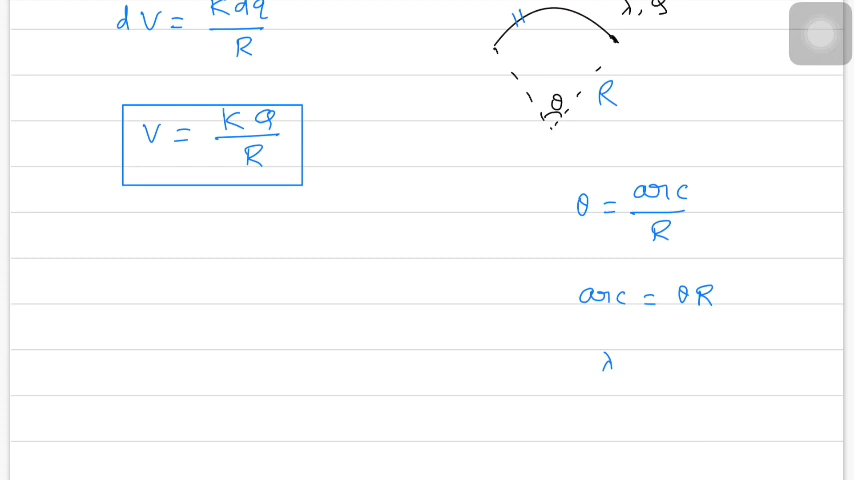 dV = Kdq/R
λ, Q
θ
R
V = KQ/R
θ = arc/R
arc = θR
λ